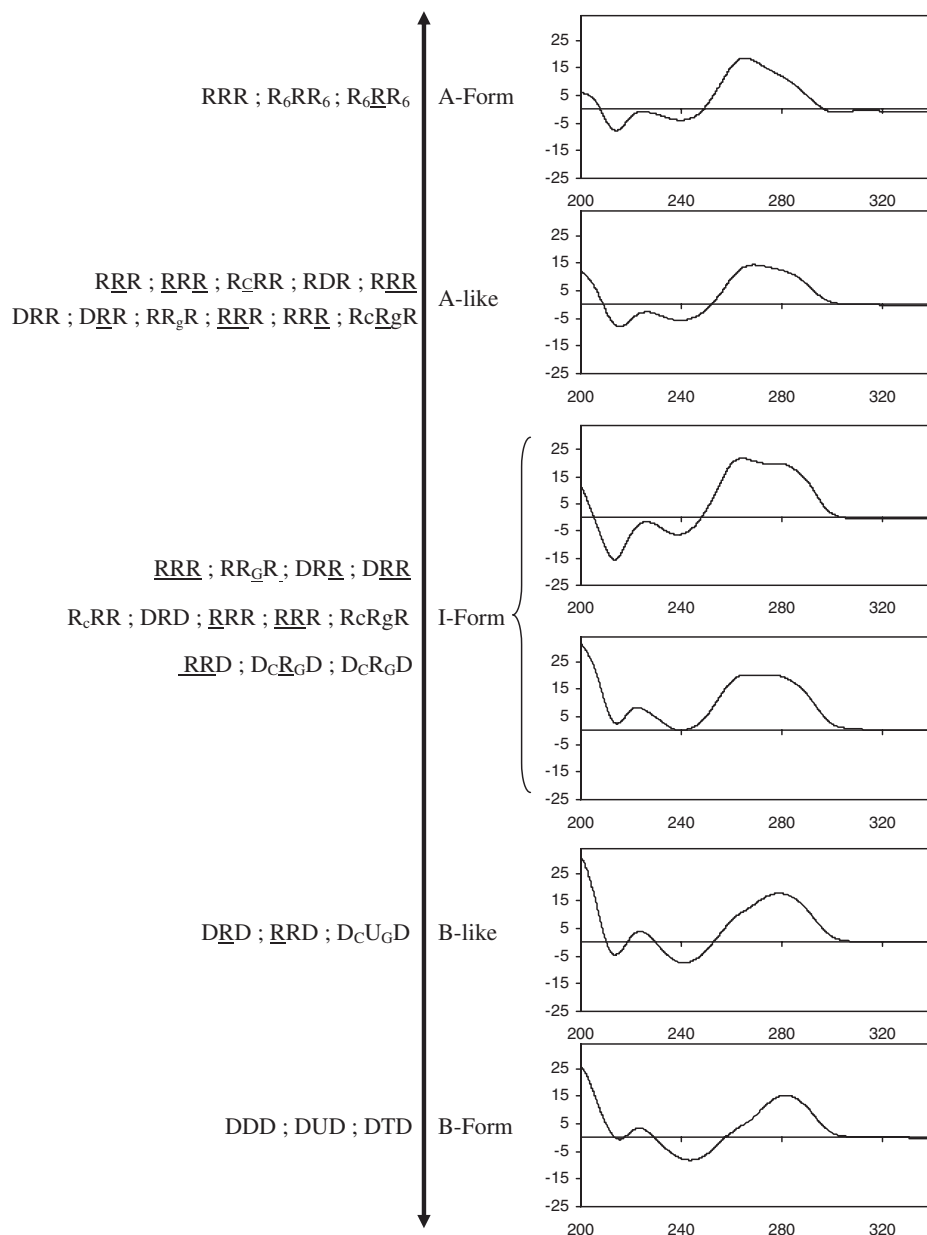 25
15
5
-5
-15
-25
200 240 280 320
RRR ; R₆RR₆ ; R₆RR₆ A-Form
25
15
5
-5
-15
-25
200 240 280 320
RRR ; RRR ; RCRR ; RDR ; RRR
DRR ; DRR ; RRgR ; RRRR ; RRR ; RcRgR
A-like
25
15
5
-5
-15
-25
200 240 280 320
RRR ; RRGR ; DRR ; DRR
RcRR ; DRD ; RRR ; RRR ; RcRgR
RRD ; DCRGD ; DCRGD
I-Form
25
15
5
-5
-15
-25
200 240 280 320
DRD ; RRD ; DCUGD B-like
25
15
5
-5
-15
-25
200 240 280 320
DDD ; DUD ; DTD B-Form
25
15
5
-5
-15
-25
200 240 280 320